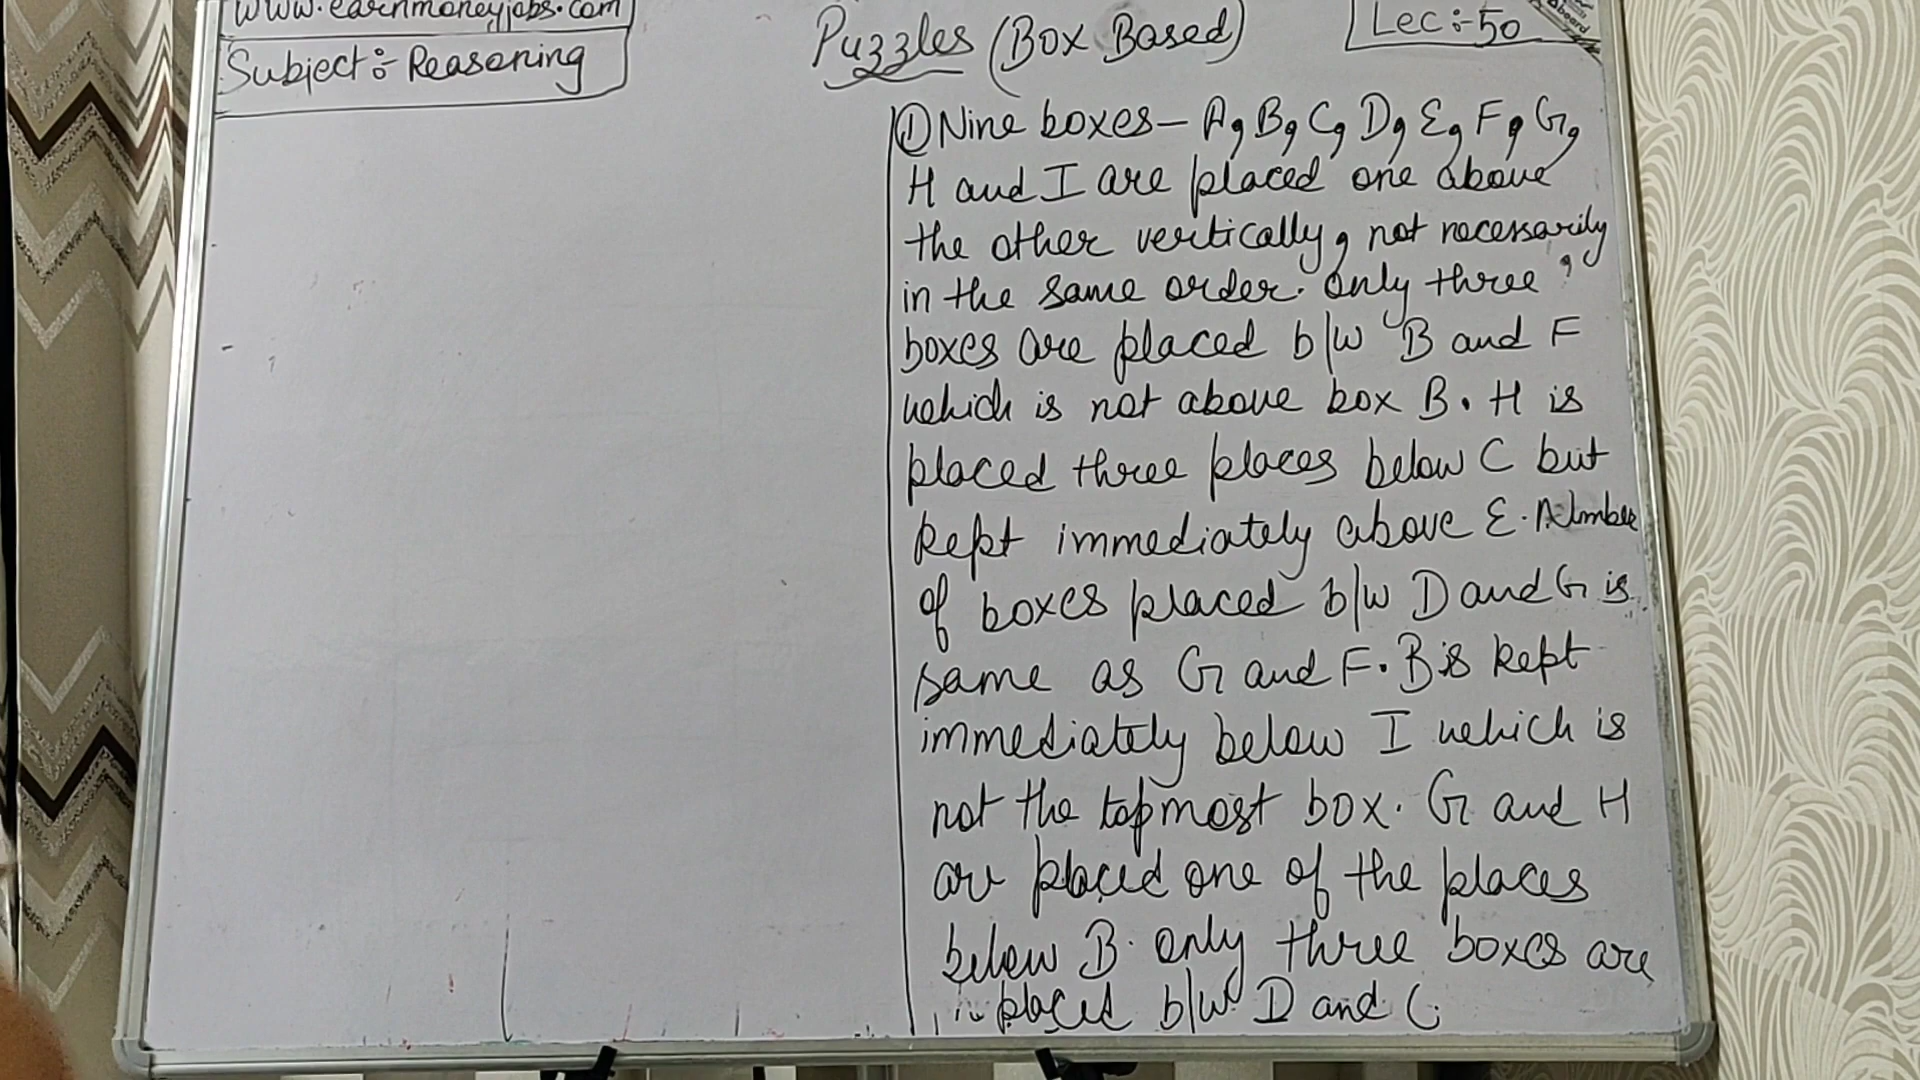 www.earnmoneyjobs.com
Subject:- Reasoning
Puzzles (Box Based)
Lec:-50
board
① Nine boxes - A, B, C, D, E, F, G,
H and I are placed one above
the other vertically, not necessarily
in the same order. Only three
boxes are placed b/w B and F
which is not above box B. H is
placed three places below C but
kept immediately above E. Number
of boxes placed b/w D and G is
same as G and F. B is kept
immediately below I which is
not the topmost box. G and H
are placed one of the places
below B. only three boxes are
placed b/w D and C.